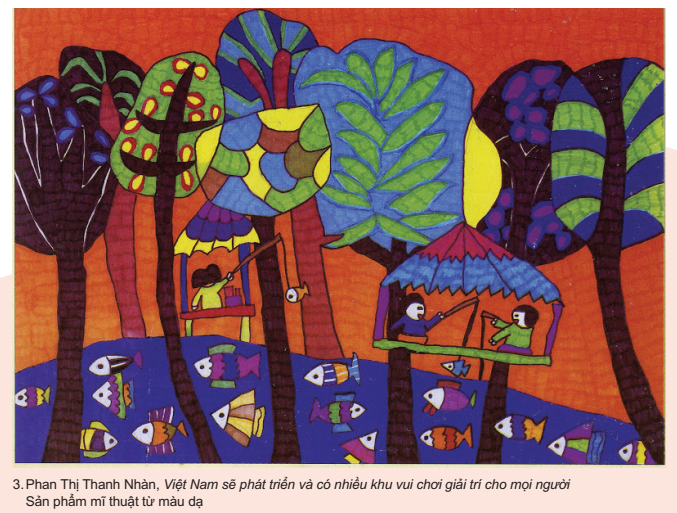 3. Phan Thị Thanh Nhàn, Việt Nam sẽ phát triển và có nhiều khu vui chơi giải trí cho mọi người
Sản phẩm mĩ thuật từ màu dạ